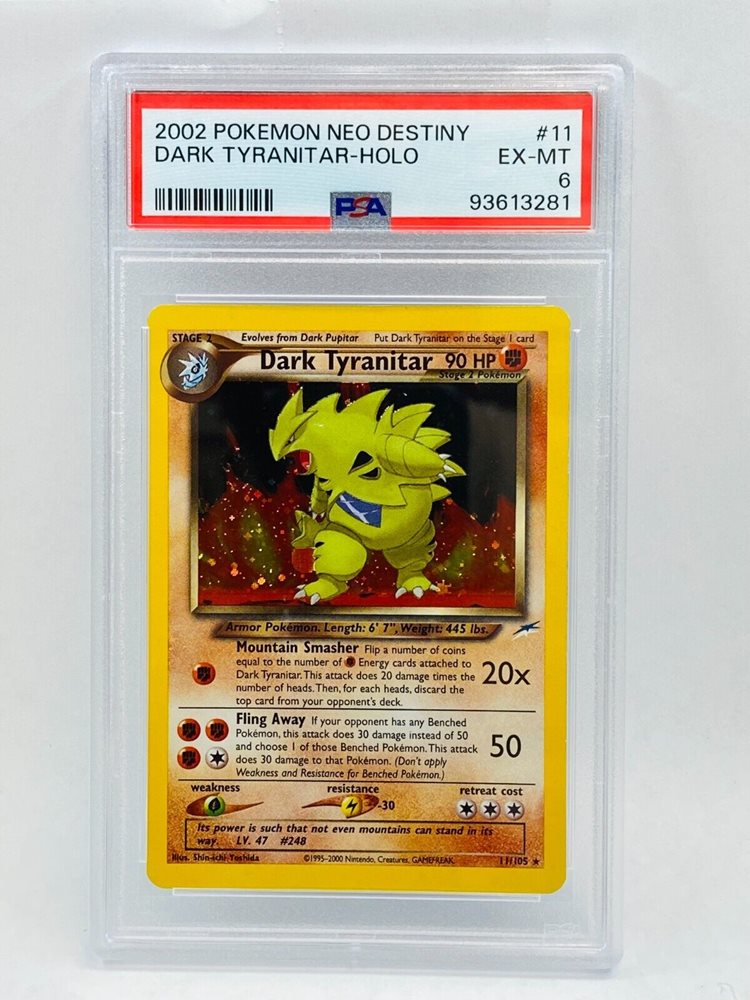 2002 POKEMON NEO DESTINY #11
DARK TYRANITAR-HOLO EX-MT
6
PSA 93613281
STAGE 2 Evolves from Dark Pupitar Put Dark Tyranitar on the Stage 1 card
Dark Tyranitar 90 HP
Stage 2 Pokémon
Armor Pokémon. Length: 6' 7", Weight: 445 lbs.
Mountain Smasher Flip a number of coins
equal to the number of Energy cards attached to
Dark Tyranitar. This attack does 20 damage times the
number of heads. Then, for each heads, discard the
top card from your opponent's deck.
20x
Fling Away If your opponent has any Benched
Pokémon, this attack does 30 damage instead of 50
and choose 1 of those Benched Pokémon. This attack
does 30 damage to that Pokémon. (Don't apply
Weakness and Resistance for Benched Pokémon.)
50
weakness resistance retreat cost
-30
Its power is such that not even mountains can stand in its
way. LV. 47 #248
Illus. Shin-ichi Yoshida ©1995-2000 Nintendo, Creatures, GAMEFREAK. 11/105 ★